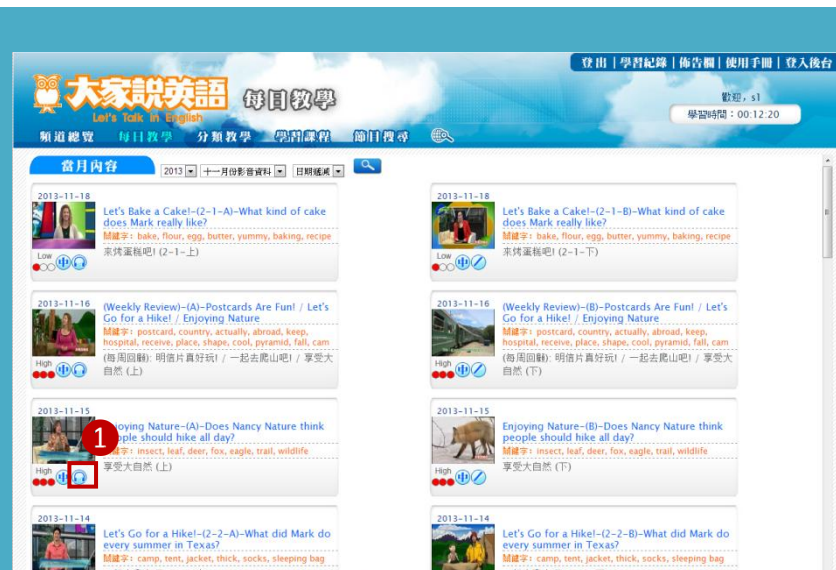 登出 | 學習紀錄 | 佈告欄 | 使用手冊 | 登入後台
大家說英語
Let's Talk In English
每日教學
歡迎, s1
學習時間:00:12:20
頻道總覽 每日教學 分類教學 學習課程 節目搜尋
當月內容
2013 十一月份影音資料 日期遞減
2013-11-18
Let's Bake a Cake!-(2-1-A)-What kind of cake
does Mark really like?
關鍵字: bake, flour, egg, butter, yummy, baking, recipe
來烤蛋糕吧! (2-1-上)
Low
中
2013-11-18
Let's Bake a Cake!-(2-1-B)-What kind of cake
does Mark really like?
關鍵字: bake, flour, egg, butter, yummy, baking, recipe
來烤蛋糕吧! (2-1-下)
Low
中
2013-11-16
(Weekly Review)-(A)-Postcards Are Fun! / Let's
Go for a Hike! / Enjoying Nature
關鍵字: postcard, country, actually, abroad, keep,
hospital, receive, place, shape, cool, pyramid, fall, cam
(每周回顧): 明信片真好玩! / 一起去爬山吧! / 享受大
自然 (上)
High
中
2013-11-16
(Weekly Review)-(B)-Postcards Are Fun! / Let's
Go for a Hike! / Enjoying Nature
關鍵字: postcard, country, actually, abroad, keep,
hospital, receive, place, shape, cool, pyramid, fall, cam
(每周回顧): 明信片真好玩! / 一起去爬山吧! / 享受大
自然 (下)
High
中
2013-11-15
1
joying Nature-(A)-Does Nancy Nature think
ople should hike all day?
鍵字: insect, leaf, deer, fox, eagle, trail, wildlife
享受大自然 (上)
High
中
2013-11-15
Enjoying Nature-(B)-Does Nancy Nature think
people should hike all day?
關鍵字: insect, leaf, deer, fox, eagle, trail, wildlife
享受大自然 (下)
High
中
2013-11-14
Let's Go for a Hike!-(2-2-A)-What did Mark do
every summer in Texas?
關鍵字: camp, tent, jacket, thick, socks, sleeping bag
2013-11-14
Let's Go for a Hike!-(2-2-B)-What did Mark do
every summer in Texas?
關鍵字: camp, tent, jacket, thick, socks, sleeping bag